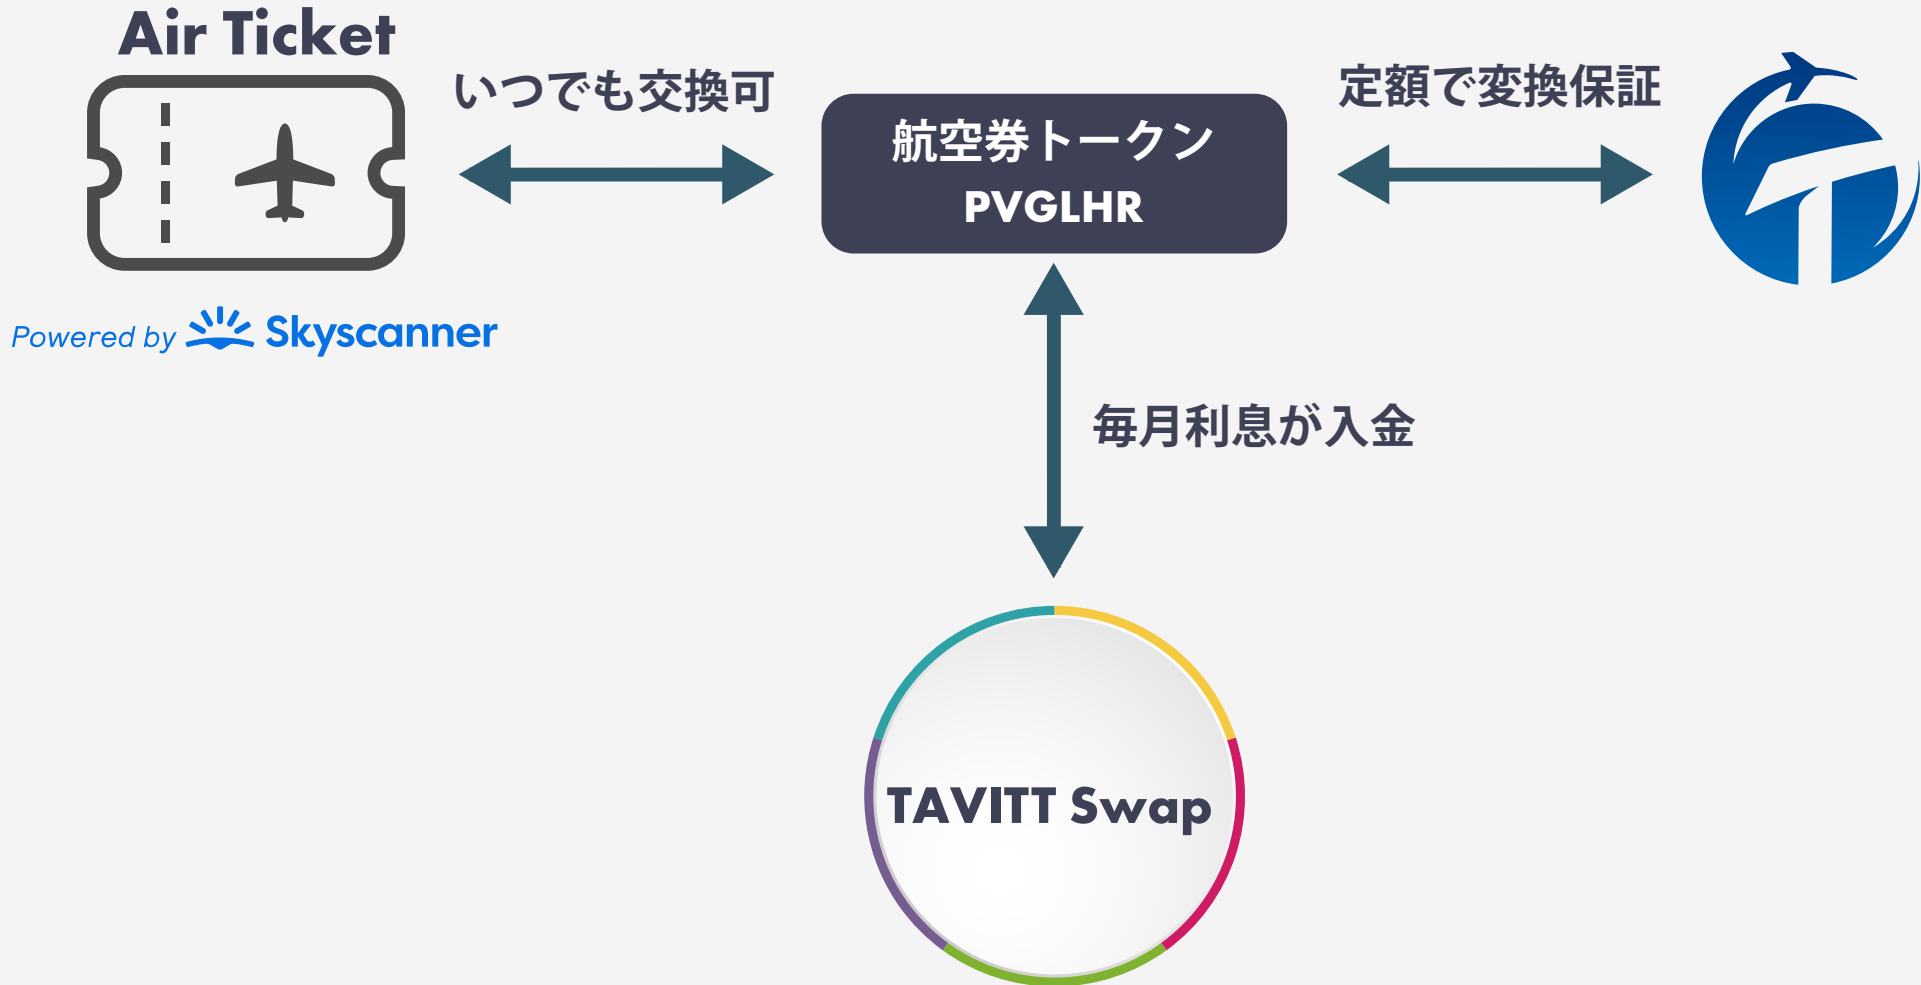 Air Ticket
いつでも交換可
定額で変換保証
航空券トークン
PVGLHR
Powered by Skyscanner
毎月利息が入金
TAVITT Swap